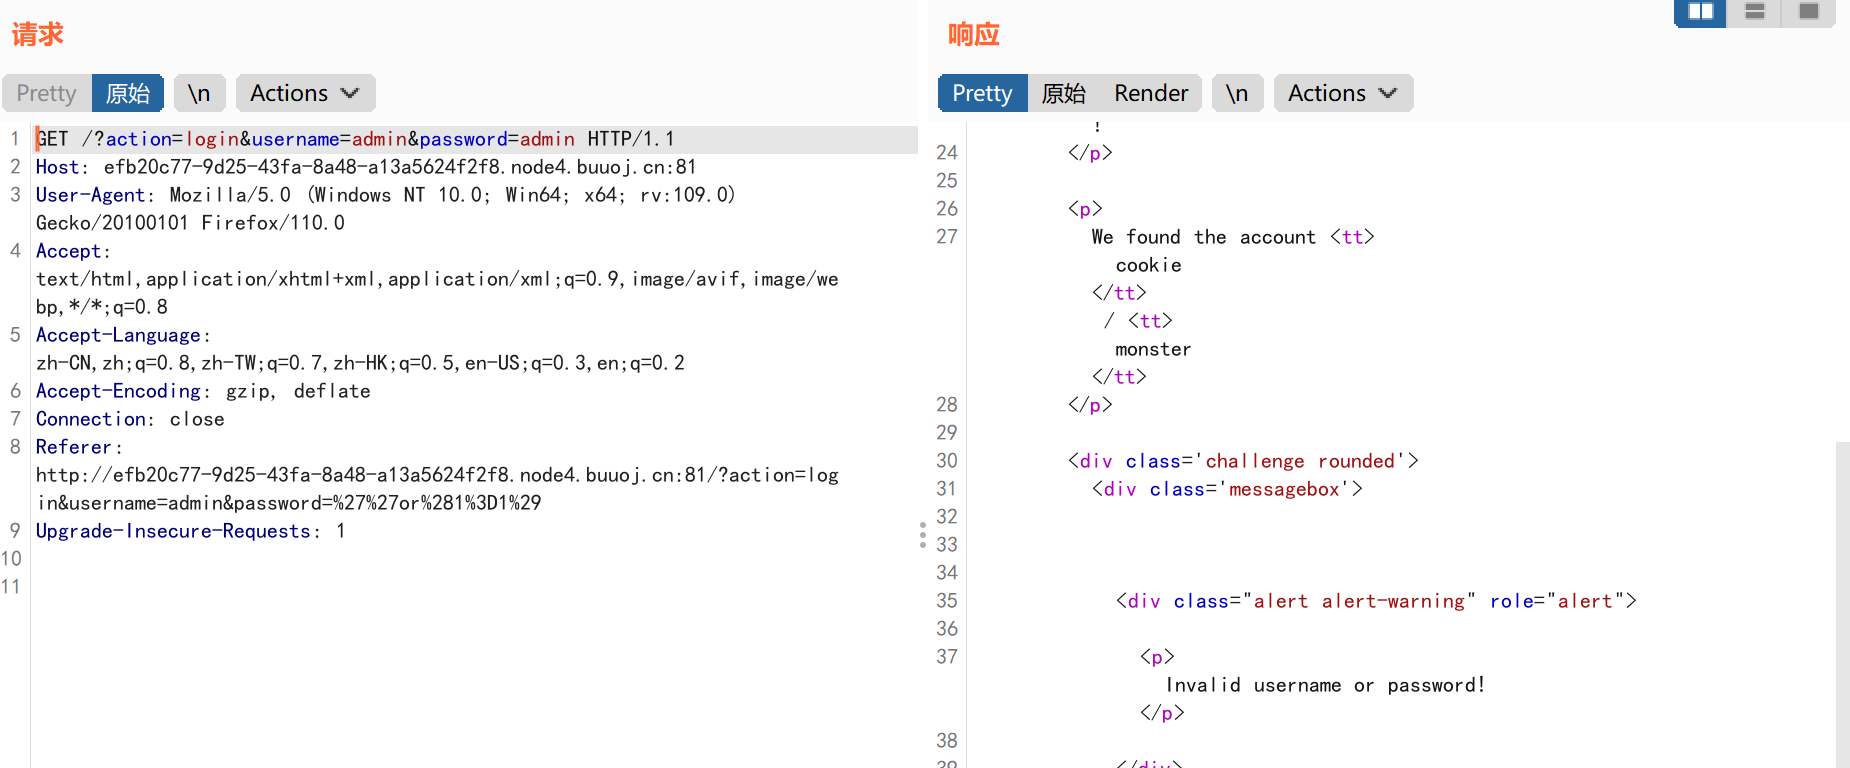 请求
Pretty 原始 \n Actions
1 GET /?action=login&username=admin&password=admin HTTP/1.1
2 Host: efb20c77-9d25-43fa-8a48-a13a5624f2f8.node4.buuoj.cn:81
3 User-Agent: Mozilla/5.0 (Windows NT 10.0; Win64; x64; rv:109.0)
Gecko/20100101 Firefox/110.0
4 Accept:
text/html,application/xhtml+xml,application/xml;q=0.9,image/avif,image/we
bp,*/*;q=0.8
5 Accept-Language:
zh-CN,zh;q=0.8,zh-TW;q=0.7,zh-HK;q=0.5,en-US;q=0.3,en;q=0.2
6 Accept-Encoding: gzip, deflate
7 Connection: close
8 Referer:
http://efb20c77-9d25-43fa-8a48-a13a5624f2f8.node4.buuoj.cn:81/?action=log
in&username=admin&password=%27%27or%281%3D1%29
9 Upgrade-Insecure-Requests: 1
10
11
响应
Pretty 原始 Render \n Actions
!
24 </p>
25
26 <p>
27 We found the account <tt>
cookie
</tt>
/ <tt>
monster
</tt>
28 </p>
29
30 <div class='challenge rounded'>
31 <div class='messagebox'>
32
33
34
35 <div class="alert alert-warning" role="alert">
36
37 <p>
Invalid username or password!
</p>
38
39 </div>